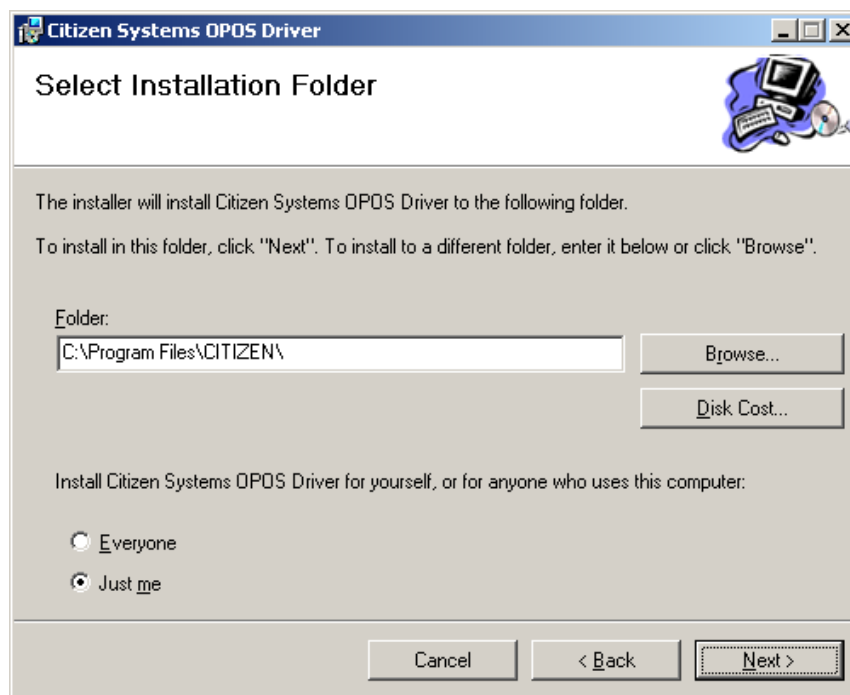 Citizen Systems OPOS Driver
Select Installation Folder
The installer will install Citizen Systems OPOS Driver to the following folder.
To install in this folder, click "Next". To install to a different folder, enter it below or click "Browse".
Folder:
C:\Program Files\CITIZEN\
Browse...
Disk Cost...
Install Citizen Systems OPOS Driver for yourself, or for anyone who uses this computer:
Everyone
Just me
Cancel
< Back
Next >